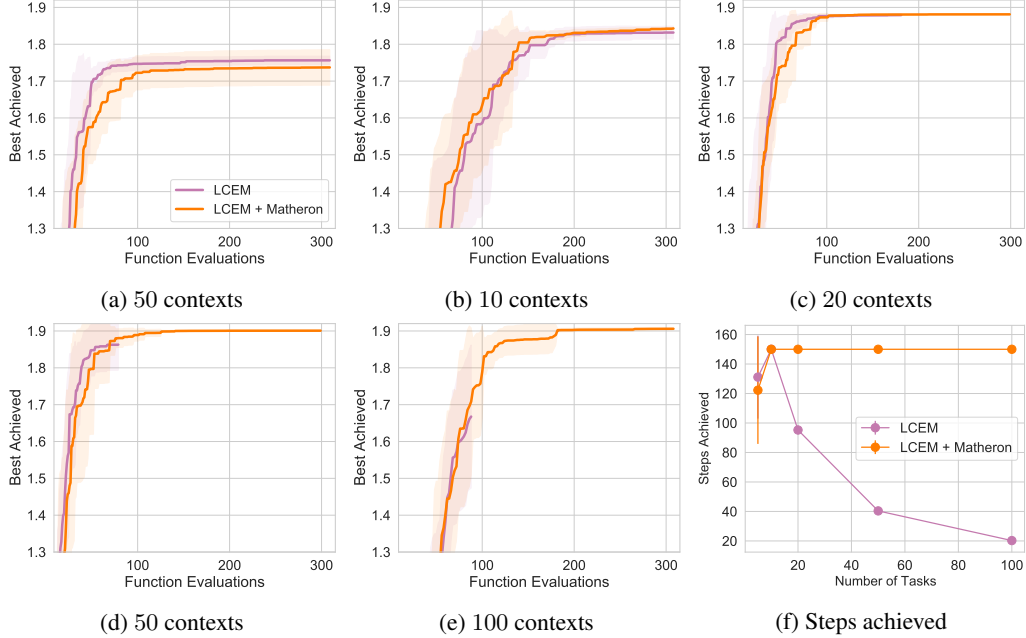 1.9
1.8
1.7
1.6
1.5
1.4
1.3
Best Achieved
100 200 300
Function Evaluations
LCEM
LCEM + Matheron
(a) 50 contexts
1.9
1.8
1.7
1.6
1.5
1.4
1.3
Best Achieved
100 200 300
Function Evaluations
(b) 10 contexts
1.9
1.8
1.7
1.6
1.5
1.4
1.3
Best Achieved
100 200 300
Function Evaluations
(c) 20 contexts
1.9
1.8
1.7
1.6
1.5
1.4
1.3
Best Achieved
100 200 300
Function Evaluations
(d) 50 contexts
1.9
1.8
1.7
1.6
1.5
1.4
1.3
Best Achieved
100 200 300
Function Evaluations
(e) 100 contexts
160
140
120
100
80
60
40
20
Steps Achieved
20 40 60 80 100
Number of Tasks
LCEM
LCEM + Matheron
(f) Steps achieved